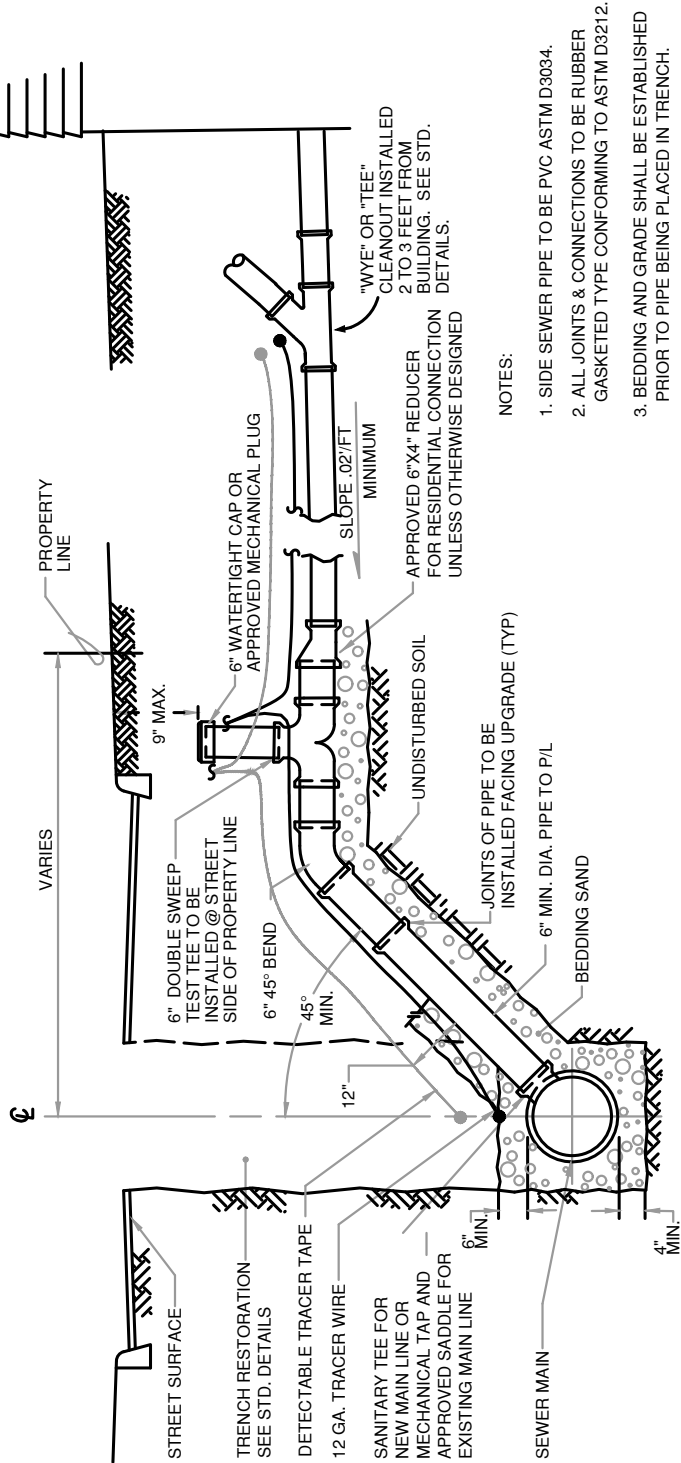 ℄
VARIES
PROPERTY
LINE
9" MAX.
6" WATERTIGHT CAP OR
APPROVED MECHANICAL PLUG
STREET SURFACE
TRENCH RESTORATION
SEE STD. DETAILS
DETECTABLE TRACER TAPE
12 GA. TRACER WIRE
SANITARY TEE FOR
NEW MAIN LINE OR
MECHANICAL TAP AND
APPROVED SADDLE FOR
EXISTING MAIN LINE
SEWER MAIN
6" DOUBLE SWEEP
TEST TEE TO BE
INSTALLED @ STREET
SIDE OF PROPERTY LINE
6" 45° BEND
45°
MIN.
12"
6"
MIN.
4"
MIN.
SLOPE .02'/FT
MINIMUM
"WYE" OR "TEE"
CLEANOUT INSTALLED
2 TO 3 FEET FROM
BUILDING. SEE STD.
DETAILS.
APPROVED 6"X4" REDUCER
FOR RESIDENTIAL CONNECTION
UNLESS OTHERWISE DESIGNED
UNDISTURBED SOIL
JOINTS OF PIPE TO BE
INSTALLED FACING UPGRADE (TYP)
6" MIN. DIA. PIPE TO P/L
BEDDING SAND
NOTES:
1. SIDE SEWER PIPE TO BE PVC ASTM D3034.
2. ALL JOINTS & CONNECTIONS TO BE RUBBER
GASKETED TYPE CONFORMING TO ASTM D3212.
3. BEDDING AND GRADE SHALL BE ESTABLISHED
PRIOR TO PIPE BEING PLACED IN TRENCH.